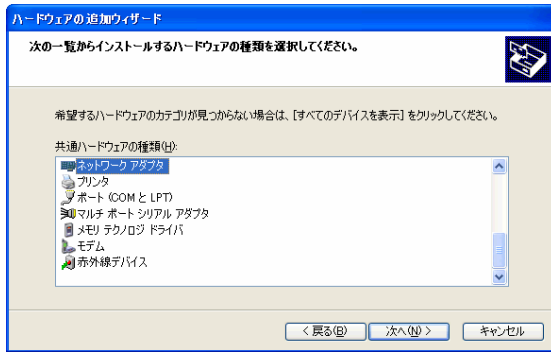 ハードウェアの追加ウィザード
次の一覧からインストールするハードウェアの種類を選択してください。
希望するハードウェアのカテゴリが見つからない場合は、[すべてのデバイスを表示] をクリックしてください。
共通ハードウェアの種類(H):
ネットワーク アダプタ
プリンタ
ポート (COM と LPT)
マルチ ポート シリアル アダプタ
メモリ テクノロジ ドライバ
モデム
赤外線デバイス
< 戻る(B) 次へ(N) > キャンセル